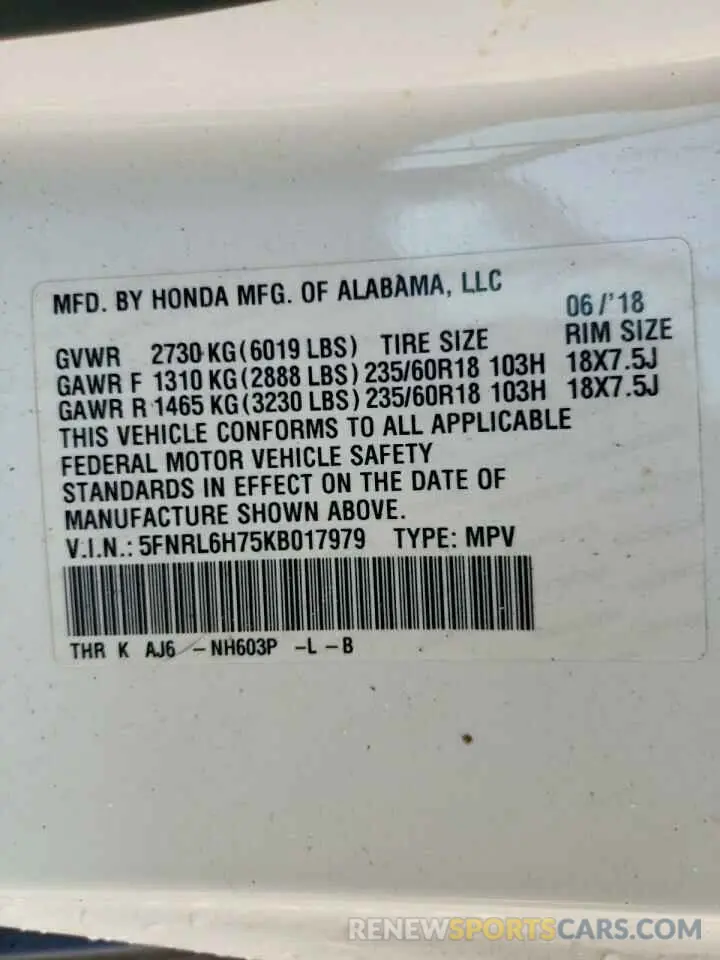 MFD. BY HONDA MFG. OF ALABAMA, LLC 06/'18
GVWR 2730 KG(6019 LBS) TIRE SIZE RIM SIZE
GAWR F 1310 KG(2888 LBS) 235/60R18 103H 18X7.5J
GAWR R 1465 KG(3230 LBS) 235/60R18 103H 18X7.5J
THIS VEHICLE CONFORMS TO ALL APPLICABLE
FEDERAL MOTOR VEHICLE SAFETY
STANDARDS IN EFFECT ON THE DATE OF
MANUFACTURE SHOWN ABOVE.
V.I.N.: 5FNRL6H75KB017979 TYPE: MPV
THR K AJ6 -NH603P -L -B
RENEWSPORTSCARS.COM